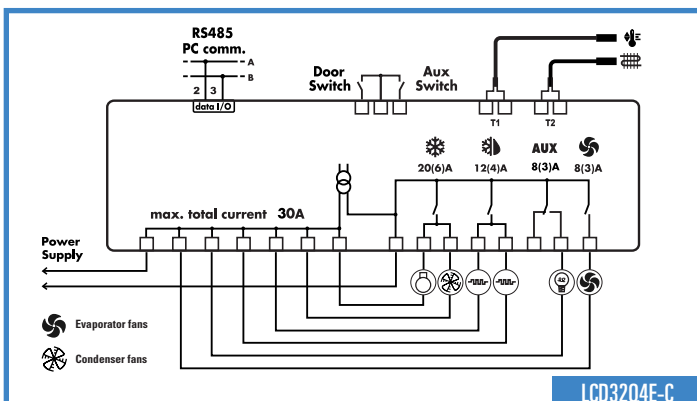 RS485
PC comm.
A
B
2 3
data I/O
Door
Switch
Aux
Switch
T1
T2
AUX
20(6)A
12(4)A
8(3)A
8(3)A
max. total current 30A
Power
Supply
Evaporator fans
Condenser fans
LCD3204E-C